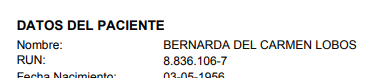 DATOS DEL PACIENTE
Nombre: BERNARDA DEL CARMEN LOBOS
RUN: 8.836.106-7
Fecha Nacimiento: 03-05-1956